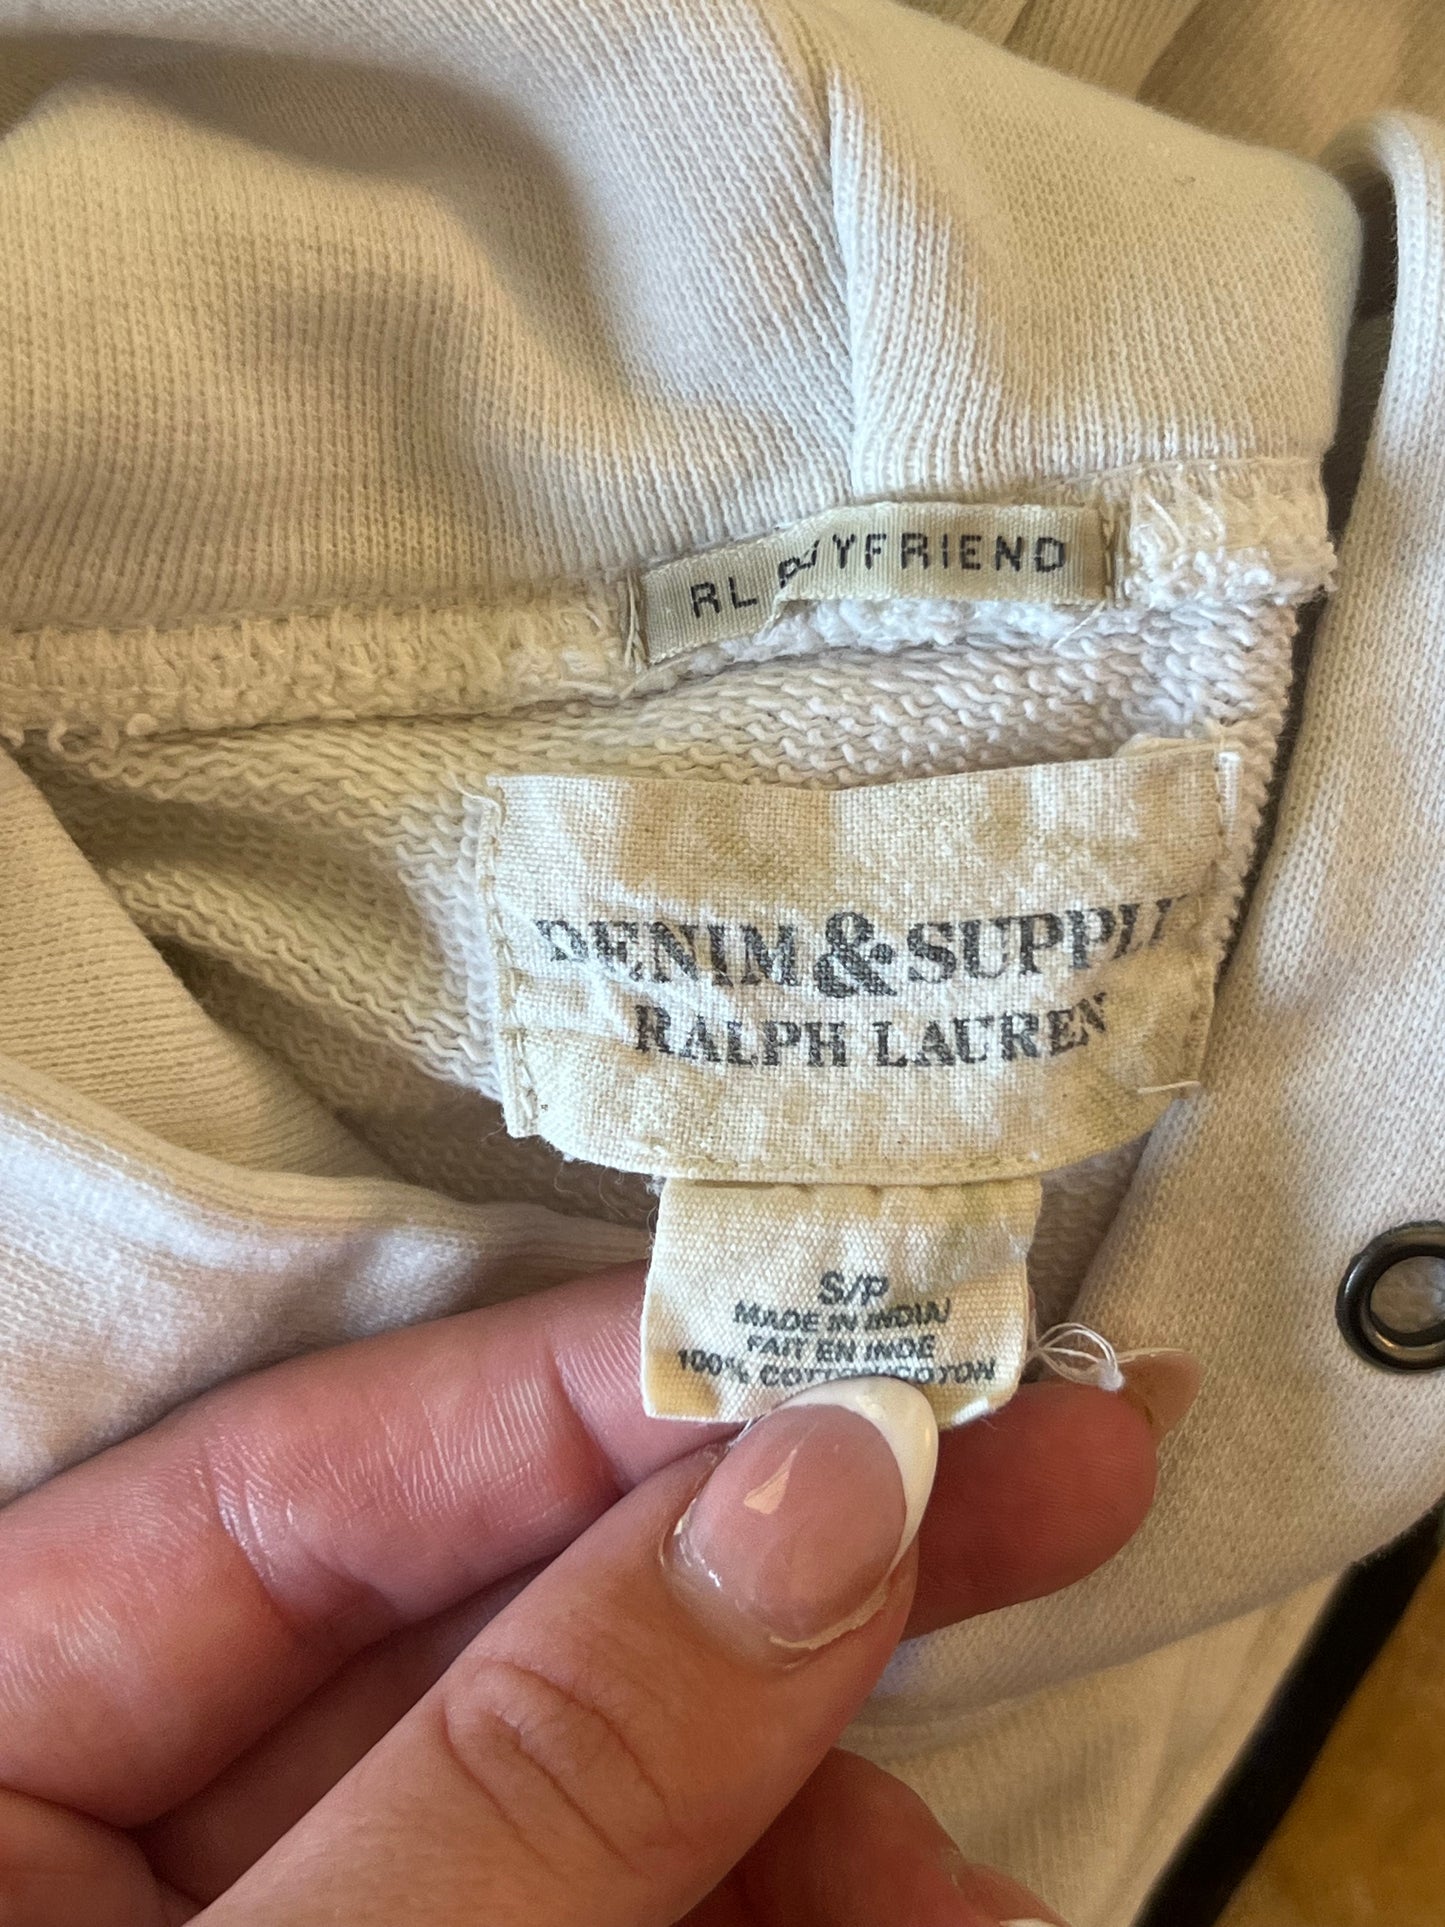 RL BOYFRIEND
DENIM & SUPPLY
RALPH LAUREN
S/P
MADE IN INDIA/
FAIT EN INDE
100% COTTON/COTON